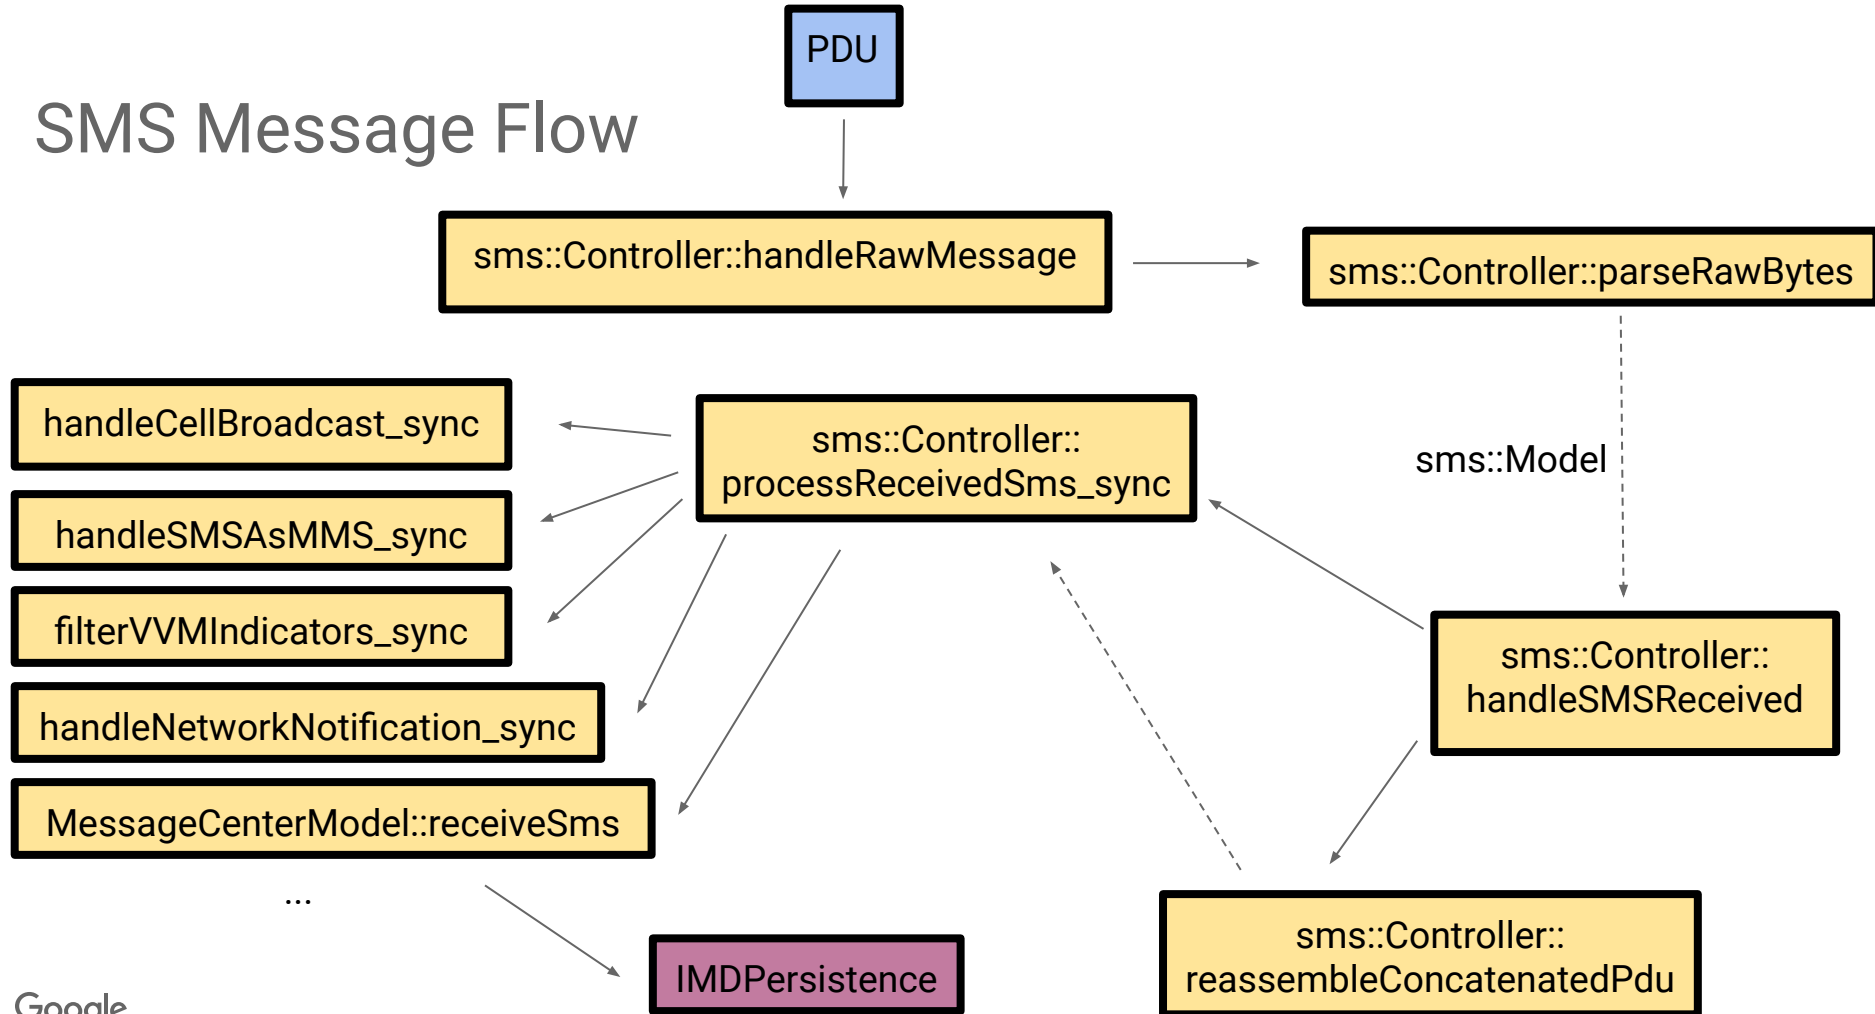 PDU
SMS Message Flow
sms::Controller::handleRawMessage
sms::Controller::parseRawBytes
handleCellBroadcast_sync
sms::Controller::
processReceivedSms_sync
sms::Model
handleSMSAsMMS_sync
filterVVMIndicators_sync
handleNetworkNotification_sync
sms::Controller::
handleSMSReceived
MessageCenterModel::receiveSms
...
IMDPersistence
sms::Controller::
reassembleConcatenatedPdu
Google